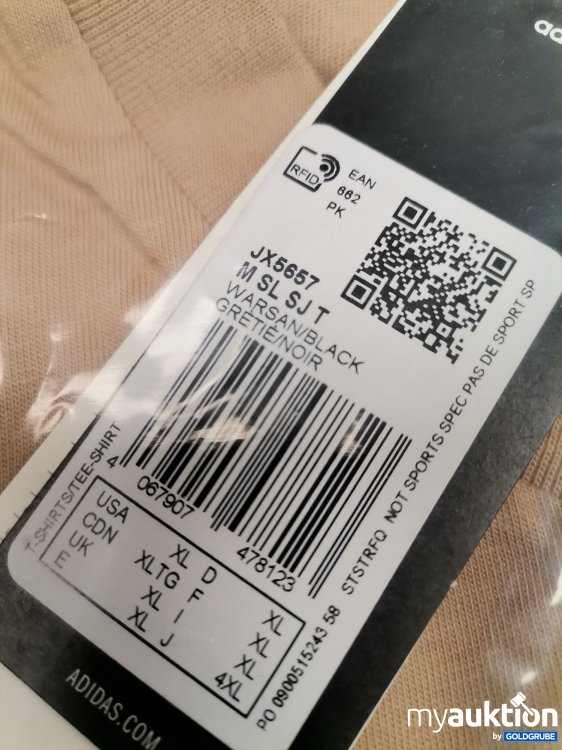 ad
RFID
EAN
662
PK
JX5657
M SL SJ T
WARSAN/BLACK
GRETIE/NOIR
4 067907 478123
T-SHIRTS/TEE-SHIRT
STSTRFQ NOT SPORTS SPEC PAS DE SPORT SP
USA XL D XL
CDN XLTG F XL
UK XL I XL
E XL J 4XL
PO 0900515243 58
ADIDAS.COM
myauktion
by GOLDGRUBE